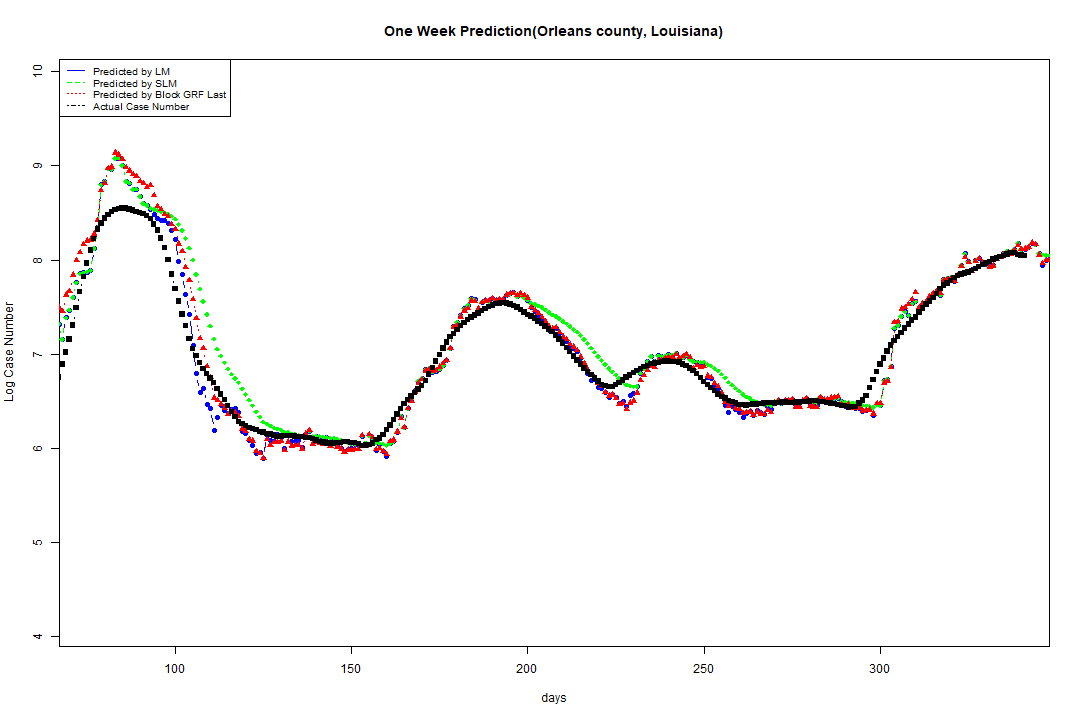 One Week Prediction(Orleans county, Louisiana)
10
9
8
7
6
5
4
Log Case Number
Predicted by LM
Predicted by SLM
Predicted by Block GRF Last
Actual Case Number
100
150
200
250
300
days